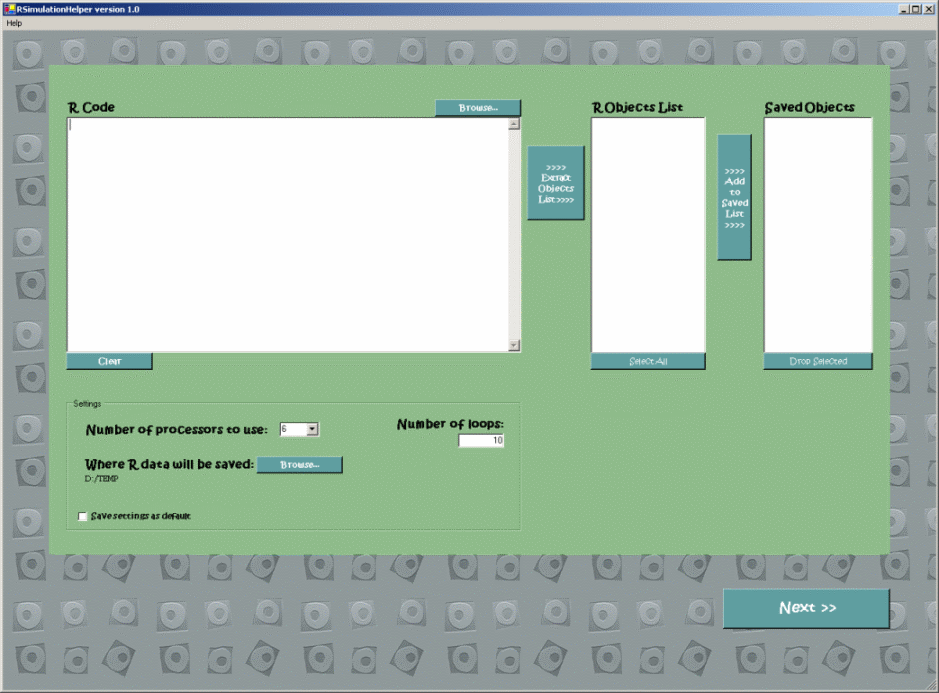 RSimulationHelper version 1.0
Help
R Code
Browse...
R Objects List
Saved Objects
>>>>
Extract
Objects
List>>>>
>>>>
Add
to
Saved
List
>>>>
Clear
Select All
Drop Selected
Settings
Number of processors to use: 6
Number of loops:
10
Where R data will be saved: Browse...
D:/TEMP
Save settings as default
Next >>